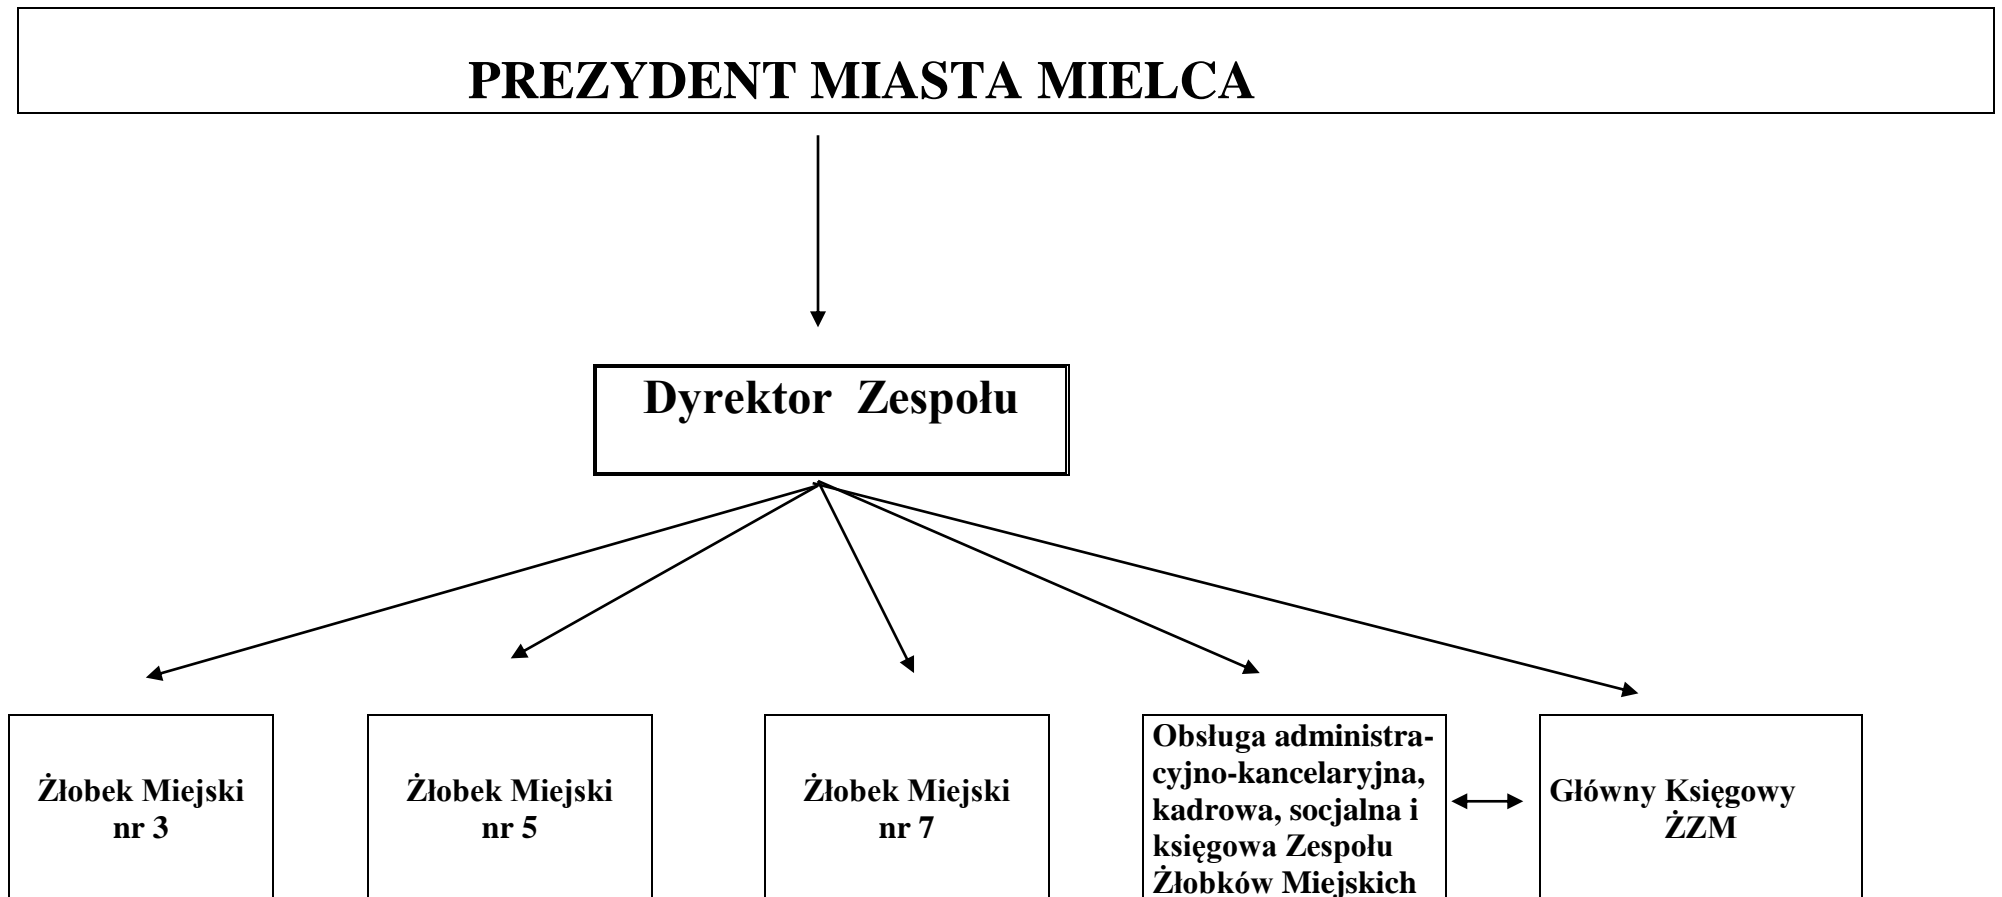 PREZYDENT MIASTA MIELCA
Dyrektor Zespołu
Żłobek Miejski
nr 3
Żłobek Miejski
nr 5
Żłobek Miejski
nr 7
Obsługa administra-
cyjno-kancelaryjna,
kadrowa, socjalna i
księgowa Zespołu
Żłobków Miejskich
Główny Księgowy
ŻZM